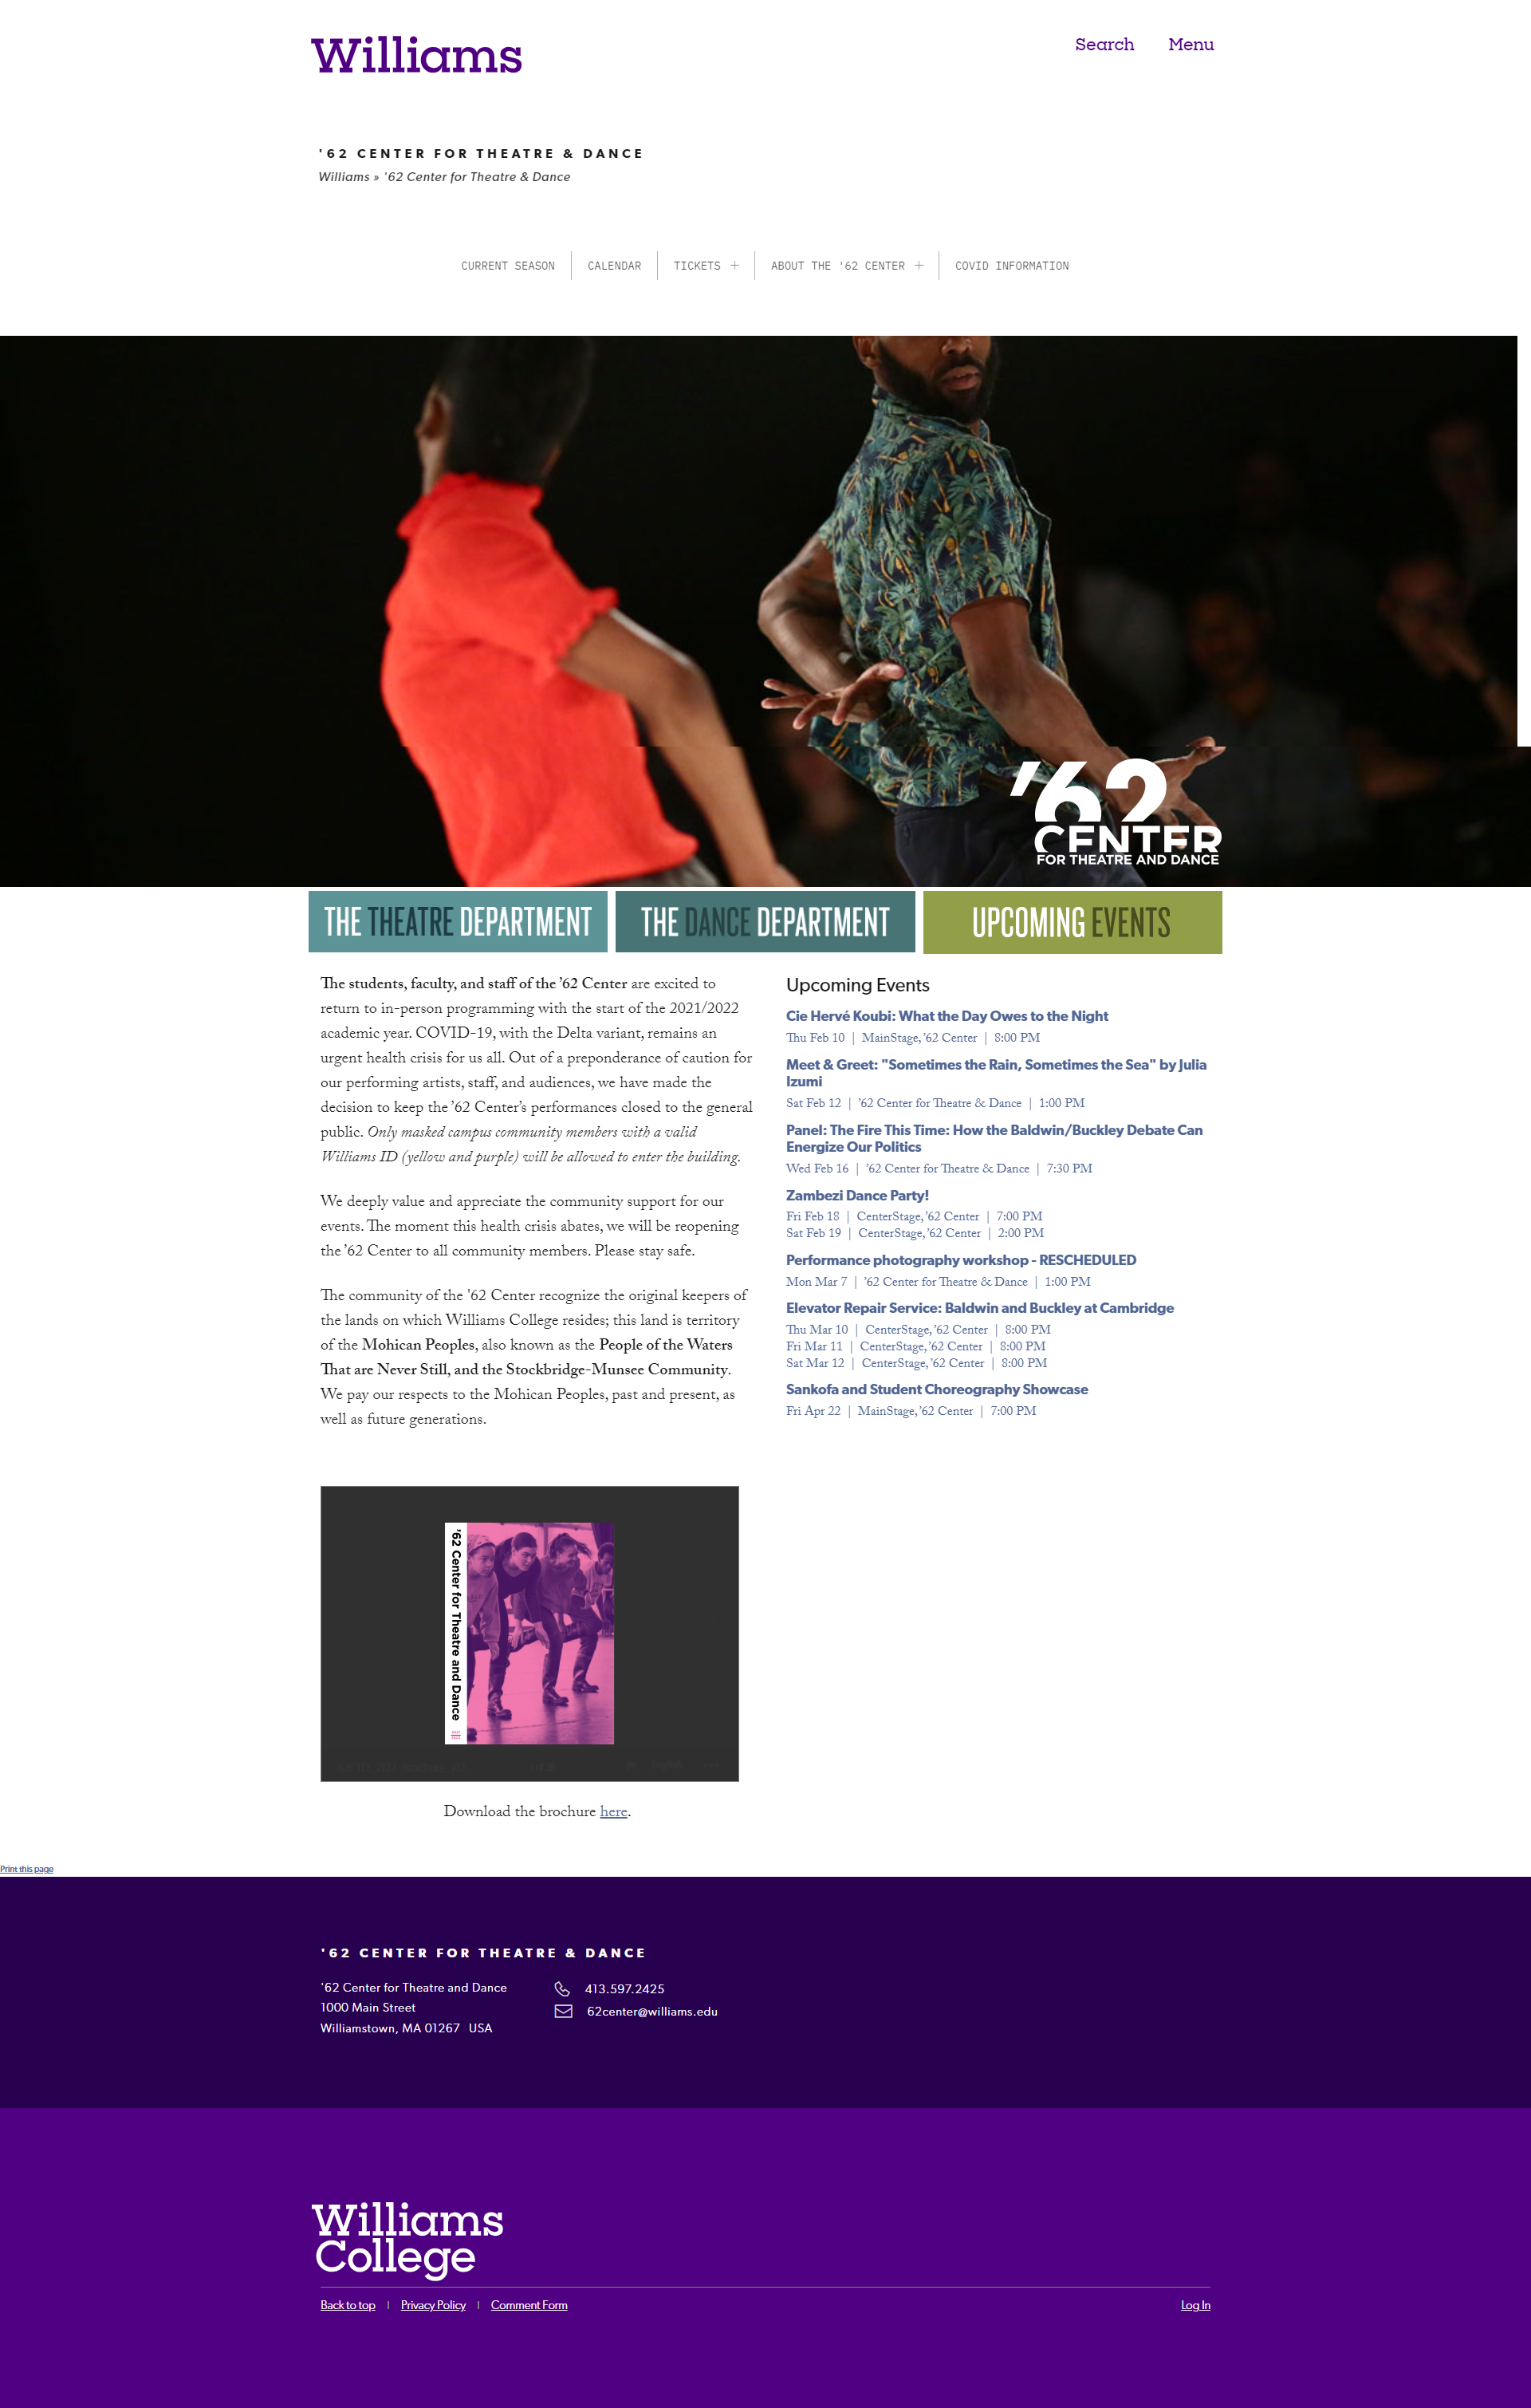 Williams
Search Menu
'62 CENTER FOR THEATRE & DANCE
Williams » '62 Center for Theatre & Dance
CURRENT SEASON
CALENDAR
TICKETS +
ABOUT THE '62 CENTER +
COVID INFORMATION
’62
CENTER
FOR THEATRE AND DANCE
THE THEATRE DEPARTMENT
THE DANCE DEPARTMENT
UPCOMING EVENTS
The students, faculty, and staff of the ’62 Center are excited to
return to in-person programming with the start of the 2021/2022
academic year. COVID-19, with the Delta variant, remains an
urgent health crisis for us all. Out of a preponderance of caution for
our performing artists, staff, and audiences, we have made the
decision to keep the ’62 Center’s performances closed to the general
public. Only masked campus community members with a valid
Williams ID (yellow and purple) will be allowed to enter the building.
We deeply value and appreciate the community support for our
events. The moment this health crisis abates, we will be reopening
the ’62 Center to all community members. Please stay safe.
The community of the '62 Center recognize the original keepers of
the lands on which Williams College resides; this land is territory
of the Mohican Peoples, also known as the People of the Waters
That are Never Still, and the Stockbridge-Munsee Community.
We pay our respects to the Mohican Peoples, past and present, as
well as future generations.
Upcoming Events
Cie Hervé Koubi: What the Day Owes to the Night
Thu Feb 10 | MainStage, ’62 Center | 8:00 PM
Meet & Greet: "Sometimes the Rain, Sometimes the Sea" by Julia
Izumi
Sat Feb 12 | ’62 Center for Theatre & Dance | 1:00 PM
Panel: The Fire This Time: How the Baldwin/Buckley Debate Can
Energize Our Politics
Wed Feb 16 | ’62 Center for Theatre & Dance | 7:30 PM
Zambezi Dance Party!
Fri Feb 18 | CenterStage, ’62 Center | 7:00 PM
Sat Feb 19 | CenterStage, ’62 Center | 2:00 PM
Performance photography workshop - RESCHEDULED
Mon Mar 7 | ’62 Center for Theatre & Dance | 1:00 PM
Elevator Repair Service: Baldwin and Buckley at Cambridge
Thu Mar 10 | CenterStage, ’62 Center | 8:00 PM
Fri Mar 11 | CenterStage, ’62 Center | 8:00 PM
Sat Mar 12 | CenterStage, ’62 Center | 8:00 PM
Sankofa and Student Choreography Showcase
Fri Apr 22 | MainStage, ’62 Center | 7:00 PM
’62 Center for Theatre and Dance
Download the brochure here.
Print this page
'62 CENTER FOR THEATRE & DANCE
'62 Center for Theatre and Dance
1000 Main Street
Williamstown, MA 01267 USA
413.597.2425
62center@williams.edu
Williams
College
Back to top | Privacy Policy | Comment Form
Log In